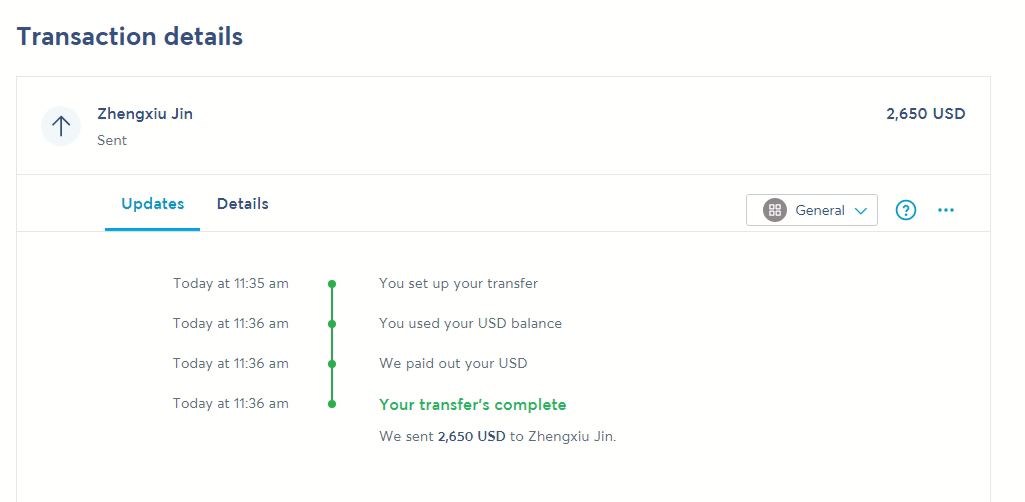 Transaction details
Zhengxiu Jin
2,650 USD
Sent
Updates
Details
General
?
Today at 11:35 am
You set up your transfer
Today at 11:36 am
You used your USD balance
Today at 11:36 am
We paid out your USD
Today at 11:36 am
Your transfer's complete
We sent 2,650 USD to Zhengxiu Jin.